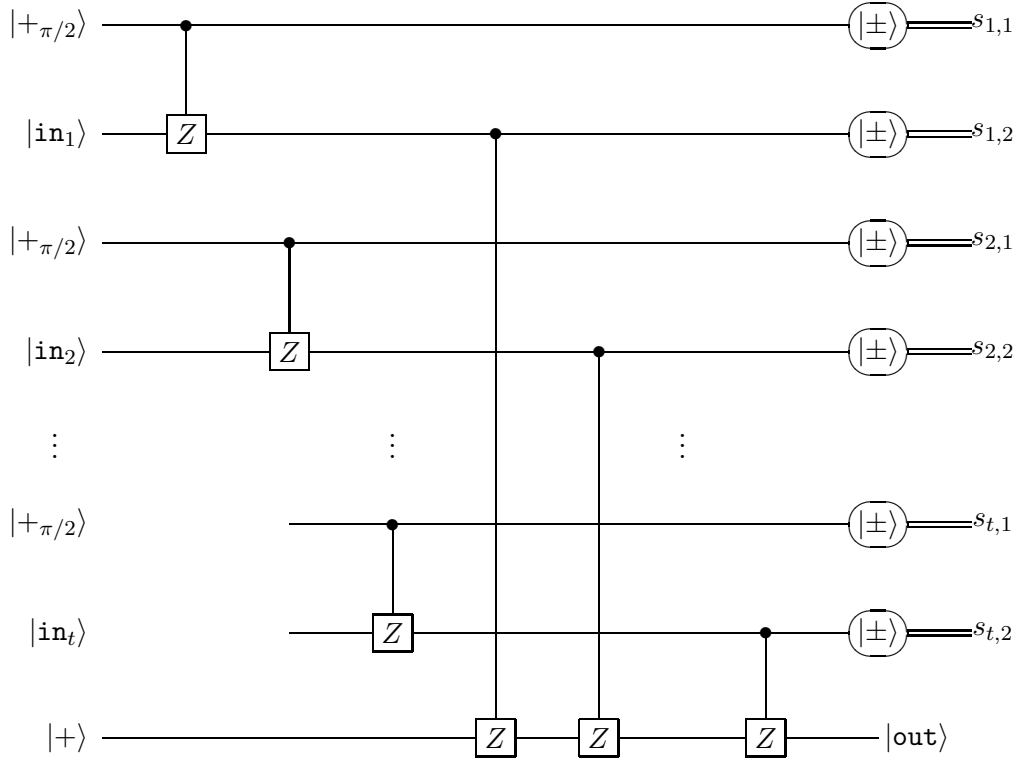 |+π/2⟩ |±⟩ s1,1
|in1⟩ Z |±⟩ s1,2
|+π/2⟩ |±⟩ s2,1
|in2⟩ Z |±⟩ s2,2
⋮ ⋮ ⋮
|+π/2⟩ |±⟩ st,1
|int⟩ Z |±⟩ st,2
|+⟩ Z Z Z |out⟩